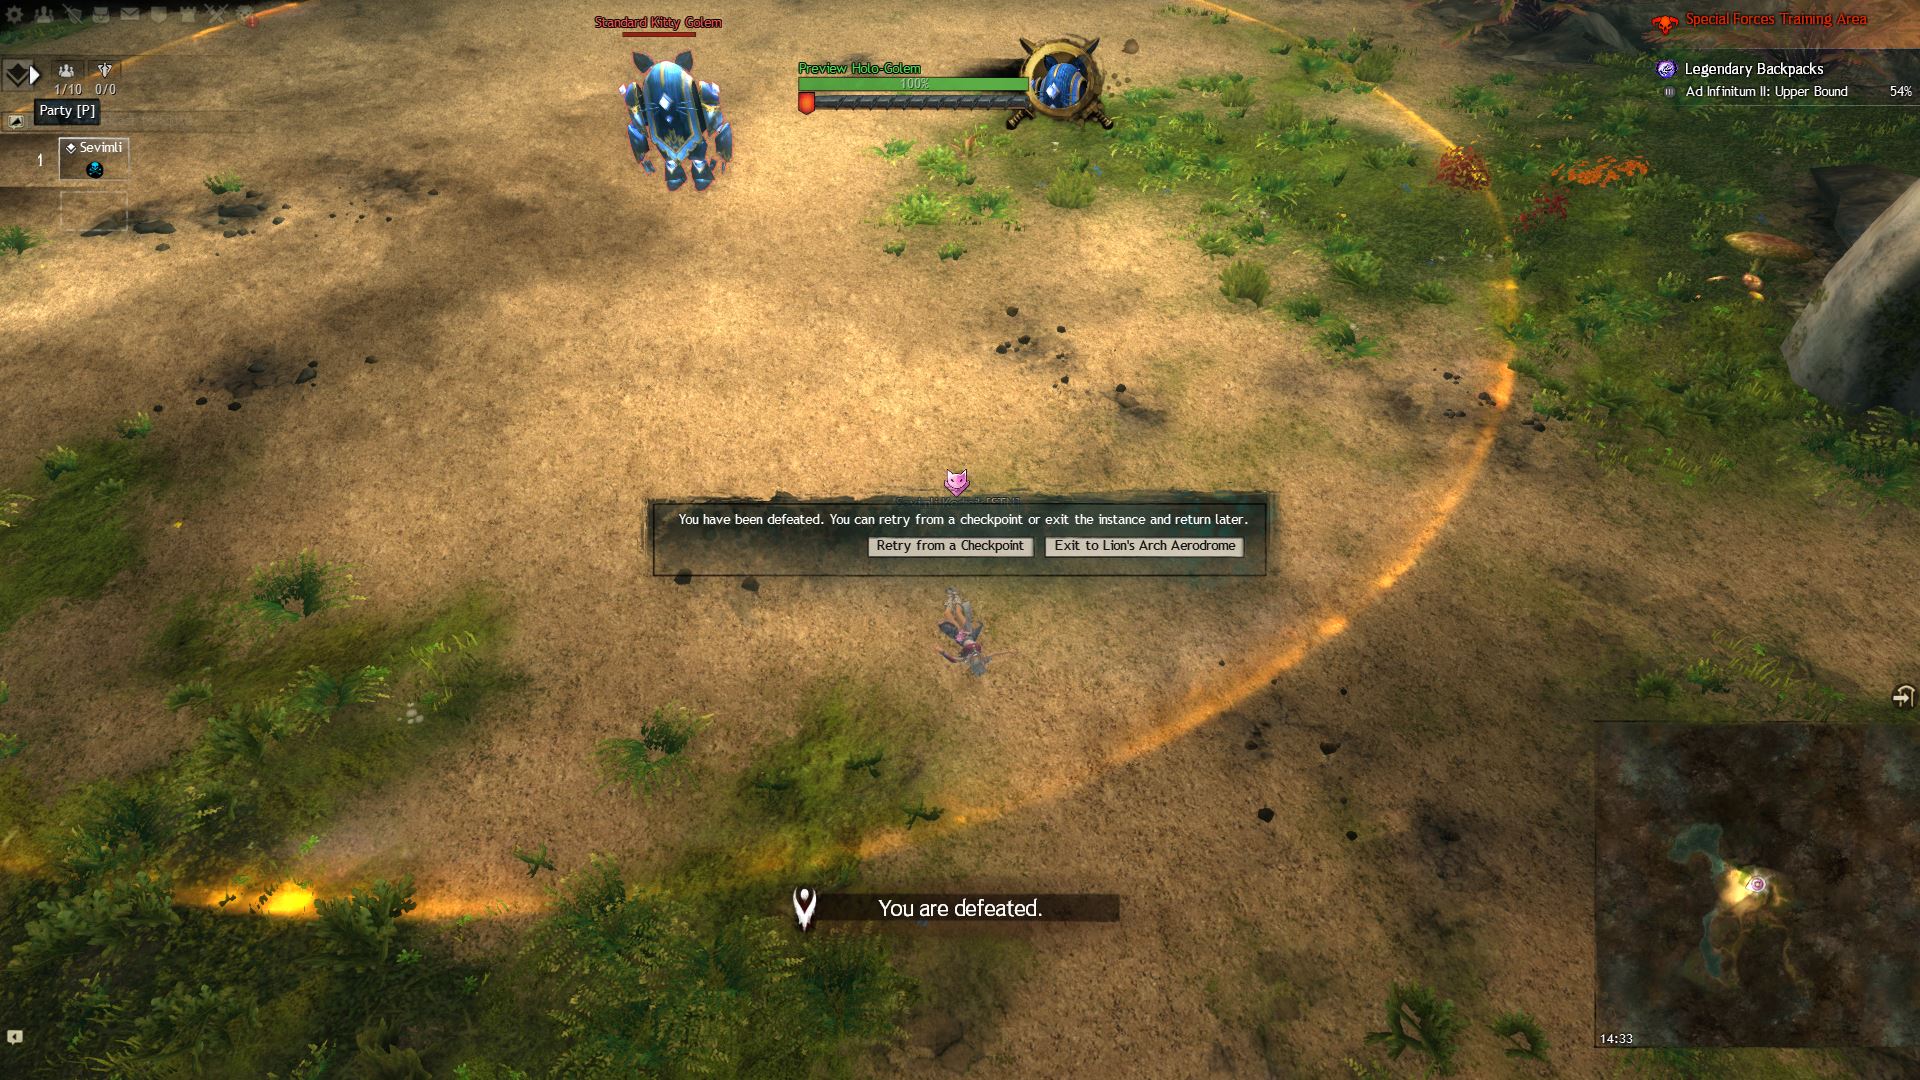 Standard Kitty Golem
Special Forces Training Area
Preview Holo-Golem
Legendary Backpacks
100%
Ad Infinitum II: Upper Bound 54%
1/10 0/0
Party [P]
1 Sevimli
You have been defeated. You can retry from a checkpoint or exit the instance and return later.
Retry from a Checkpoint Exit to Lion's Arch Aerodrome
You are defeated.
14:33